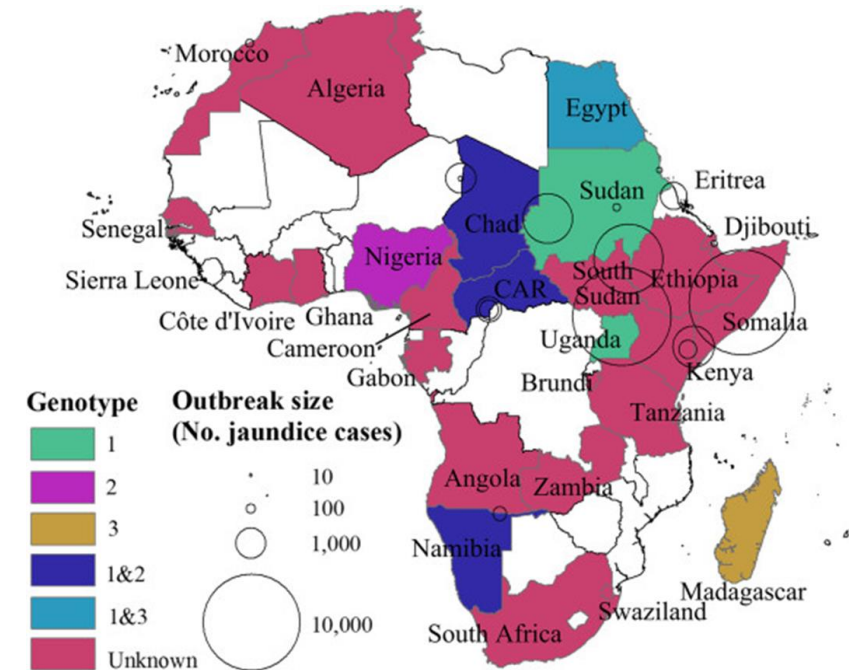 Morocco
Algeria
Egypt
Senegal
Sierra Leone
Côte d'Ivoire
Ghana
Nigeria
Cameroon
Gabon
Chad
CAR
Sudan
Eritrea
Djibouti
South
Sudan
Ethiopia
Somalia
Uganda
Kenya
Brundi
Tanzania
Angola
Zambia
Namibia
Madagascar
Swaziland
South Africa
Genotype
1
2
3
1&2
1&3
Unknown
Outbreak size
(No. jaundice cases)
10
100
1,000
10,000